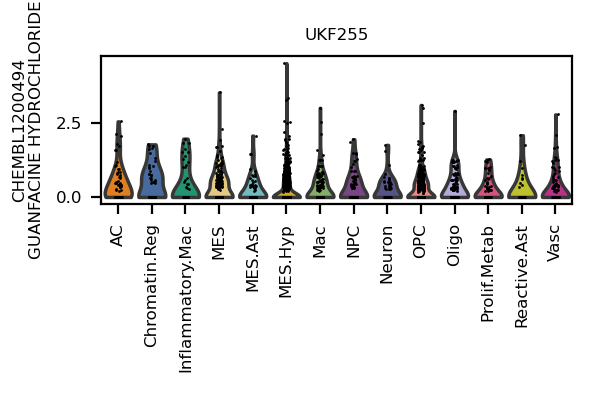 UKF255
CHEMBL1200494
GUANFACINE HYDROCHLORIDE
2.5
0.0
AC
Chromatin.Reg
Inflammatory.Mac
MES
MES.Ast
MES.Hyp
Mac
NPC
Neuron
OPC
Oligo
Prolif.Metab
Reactive.Ast
Vasc